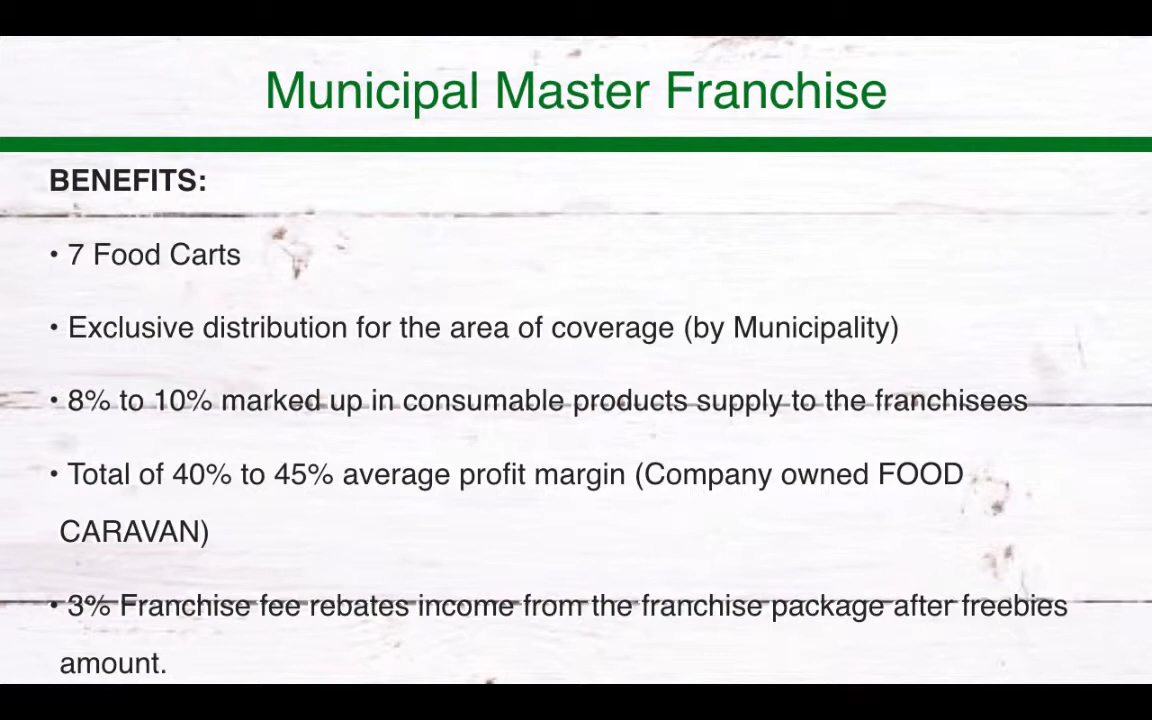 Municipal Master Franchise
BENEFITS:
• 7 Food Carts
• Exclusive distribution for the area of coverage (by Municipality)
• 8% to 10% marked up in consumable products supply to the franchisees
• Total of 40% to 45% average profit margin (Company owned FOOD
CARAVAN)
• 3% Franchise fee rebates income from the franchise package after freebies
amount.